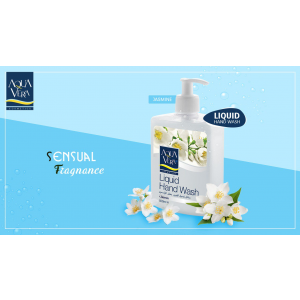 AQUA
VERA
JASMINE
LIQUID
HAND WASH
SENSUAL
Fragnance
AQUA
VERA
Liquid
Hand Wash